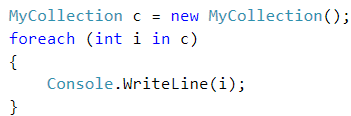 MyCollection c = new MyCollection();
foreach (int i in c)
{
    Console.WriteLine(i);
}